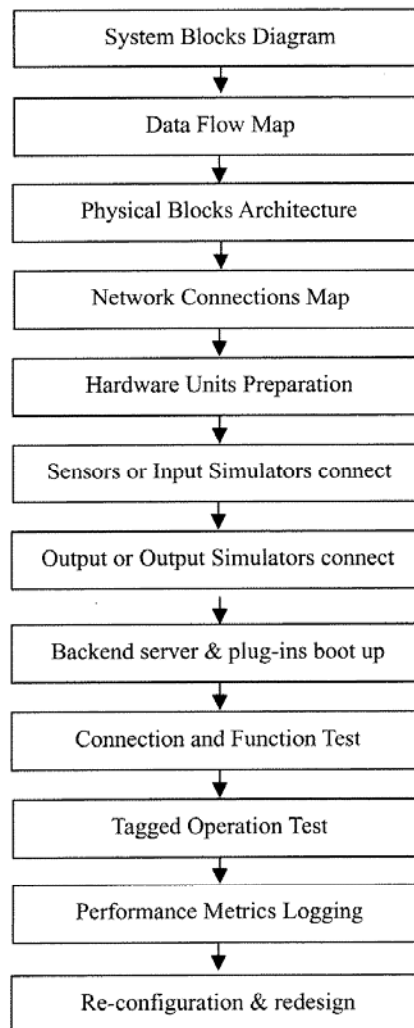 System Blocks Diagram
Data Flow Map
Physical Blocks Architecture
Network Connections Map
Hardware Units Preparation
Sensors or Input Simulators connect
Output or Output Simulators connect
Backend server & plug-ins boot up
Connection and Function Test
Tagged Operation Test
Performance Metrics Logging
Re-configuration & redesign